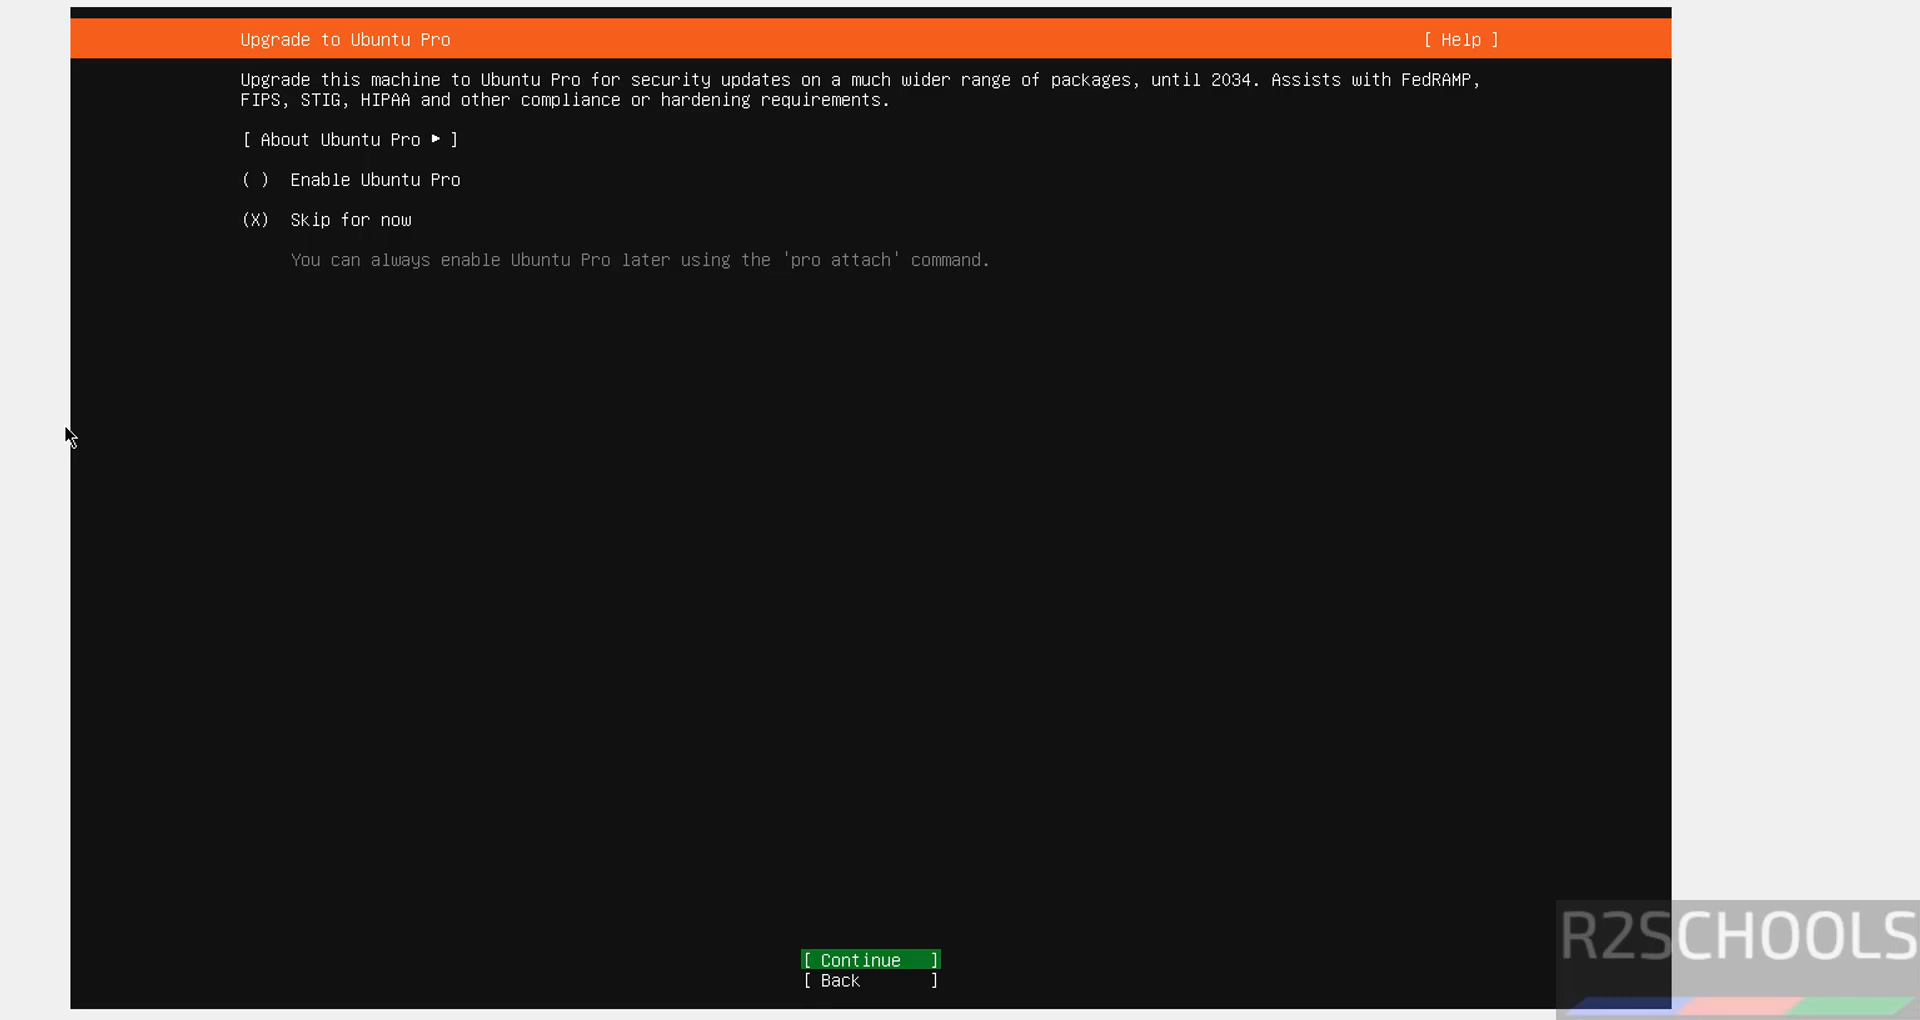 Upgrade to Ubuntu Pro [ Help ]
Upgrade this machine to Ubuntu Pro for security updates on a much wider range of packages, until 2034. Assists with FedRAMP,
FIPS, STIG, HIPAA and other compliance or hardening requirements.
[ About Ubuntu Pro ► ]
( ) Enable Ubuntu Pro
(X) Skip for now
You can always enable Ubuntu Pro later using the 'pro attach' command.
[ Continue ]
[ Back ]
R2SCHOOLS